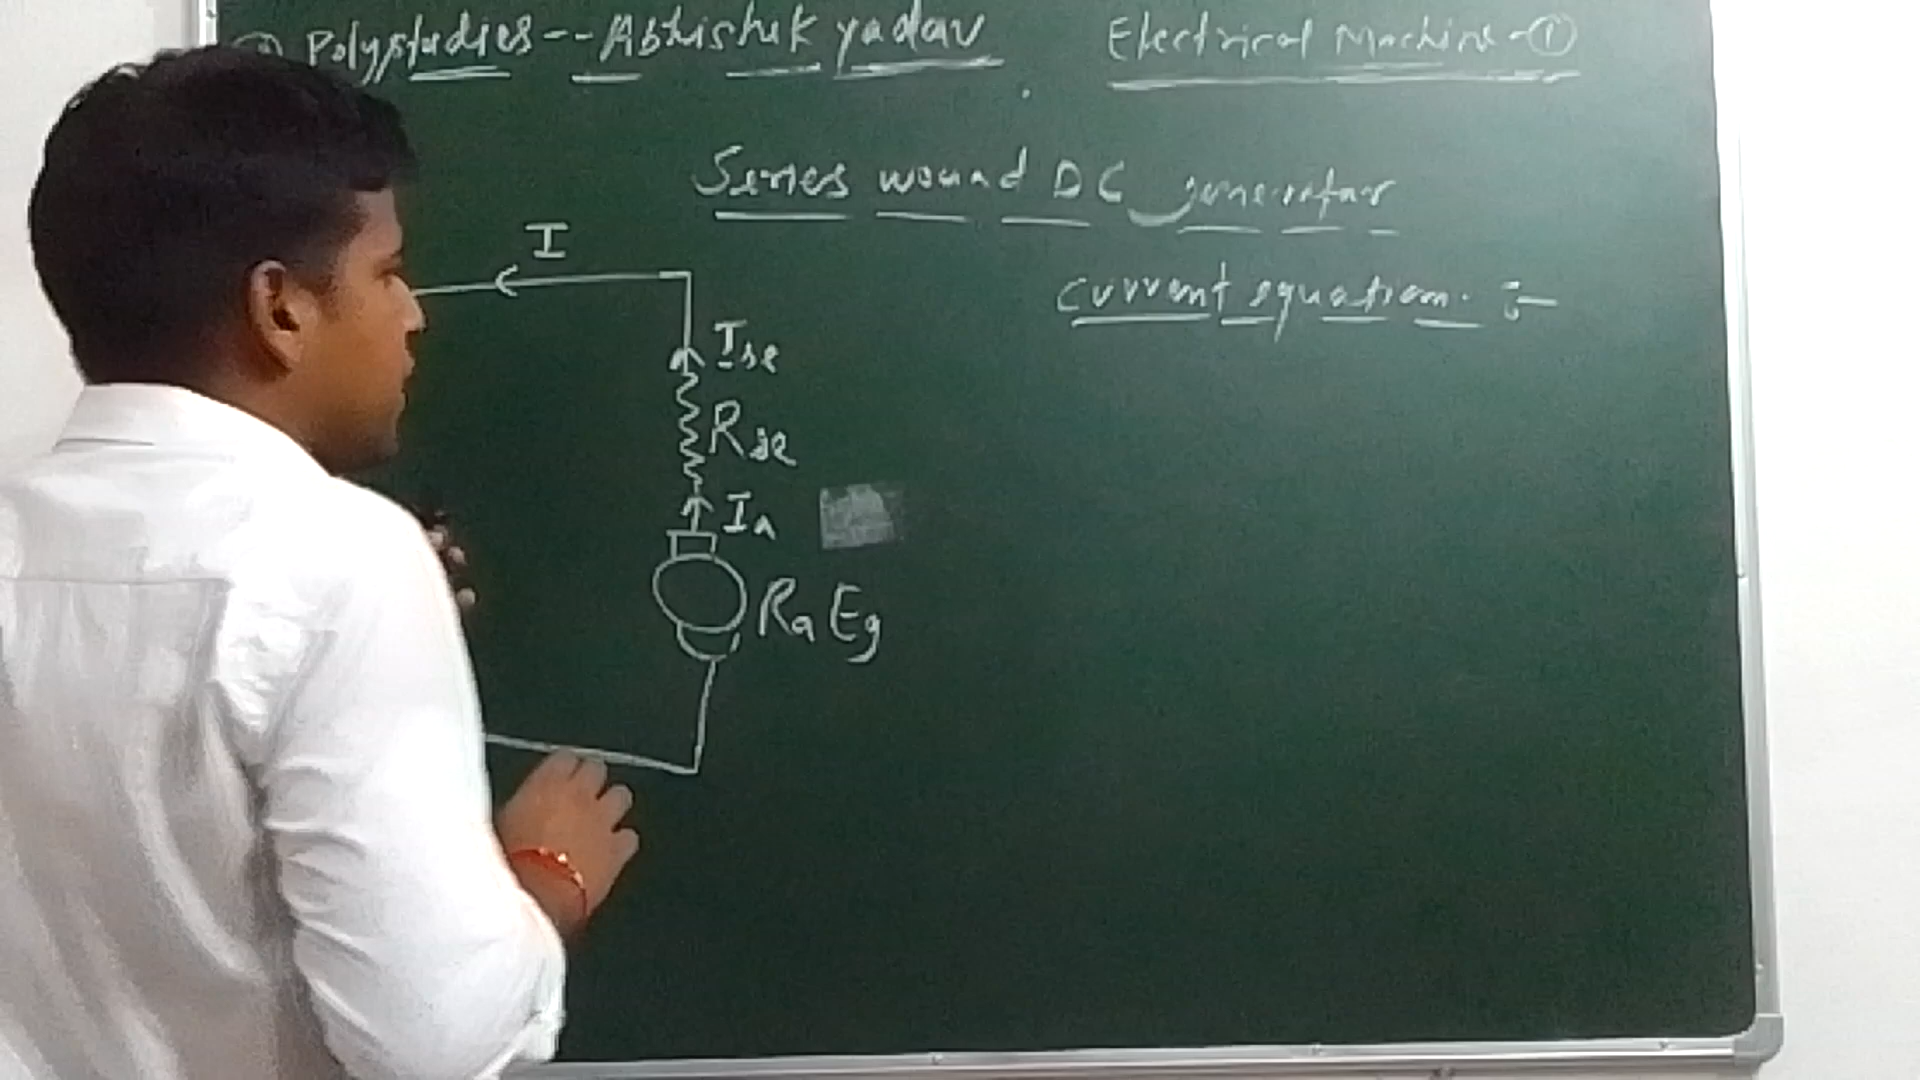 Polystudies -- Abhishek yadav
Electrical Machine - ①
Series wound DC generator
current equation. :-
I
Ise
Rse
Ia
Ra Eg